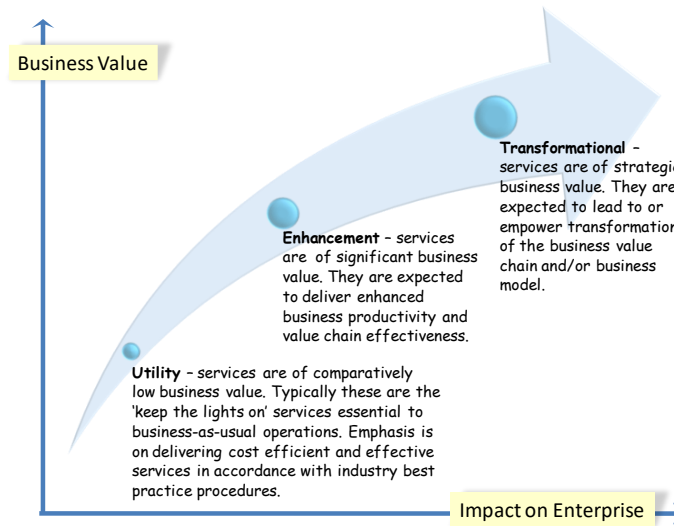 Business Value
Transformational –
services are of strategic
business value. They are
expected to lead to or
empower transformation
of the business value
chain and/or business
model.
Enhancement – services
are of significant business
value. They are expected
to deliver enhanced
business productivity and
value chain effectiveness.
Utility – services are of comparatively
low business value. Typically these are the
‘keep the lights on’ services essential to
business-as-usual operations. Emphasis is
on delivering cost efficient and effective
services in accordance with industry best
practice procedures.
Impact on Enterprise